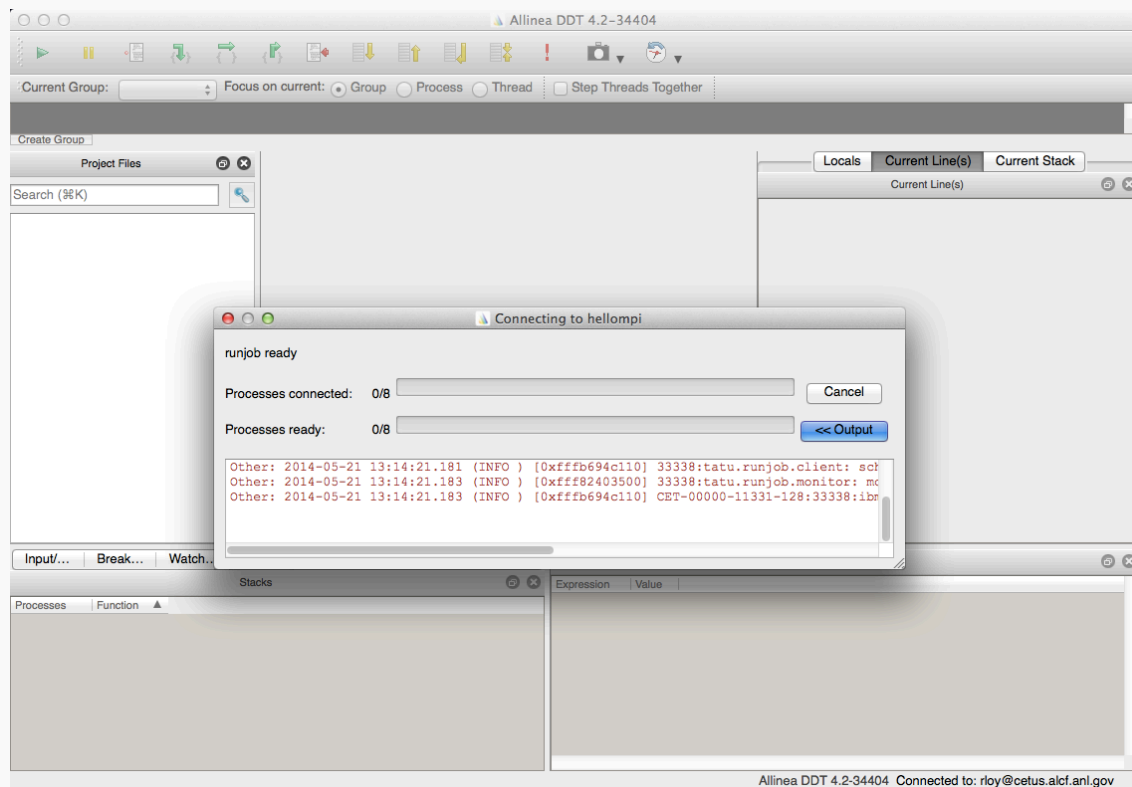 Allinea DDT 4.2-34404
Current Group: Focus on current: Group Process Thread Step Threads Together
Create Group
Project Files
Search (⌘K)
Locals Current Line(s) Current Stack
Current Line(s)
Connecting to hellompi
runjob ready
Processes connected: 0/8 Cancel
Processes ready: 0/8 << Output
Other: 2014-05-21 13:14:21.181 (INFO ) [0xfffb694c110] 33338:tatu.runjob.client: sch
Other: 2014-05-21 13:14:21.183 (INFO ) [0xfff82403500] 33338:tatu.runjob.monitor: mo
Other: 2014-05-21 13:14:21.183 (INFO ) [0xfffb694c110] CET-00000-11331-128:33338:ibm
Input/... Break... Watch...
Stacks
Processes Function
Expression Value
Allinea DDT 4.2-34404 Connected to: rloy@cetus.alcf.anl.gov